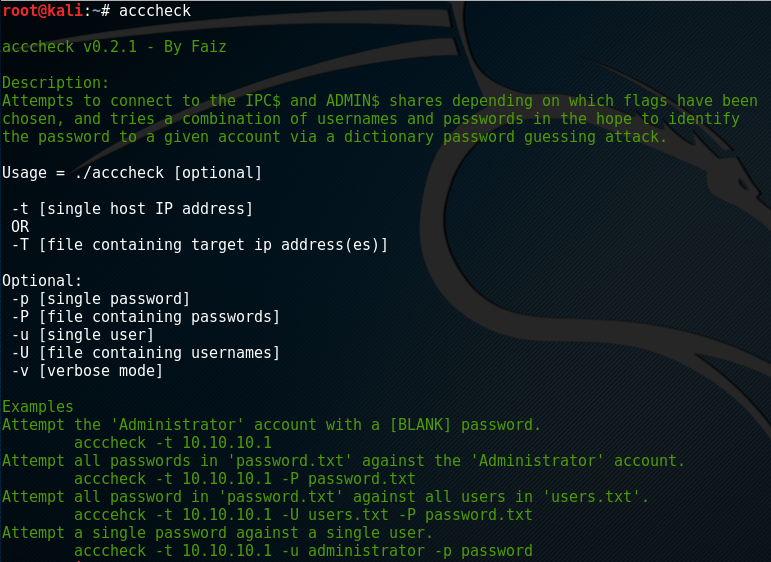 root@kali:~# acccheck
acccheck v0.2.1 - By Faiz
Description:
Attempts to connect to the IPC$ and ADMIN$ shares depending on which flags have been
chosen, and tries a combination of usernames and passwords in the hope to identify
the password to a given account via a dictionary password guessing attack.
Usage = ./acccheck [optional]
-t [single host IP address]
OR
-T [file containing target ip address(es)]
Optional:
-p [single password]
-P [file containing passwords]
-u [single user]
-U [file containing usernames]
-v [verbose mode]
Examples
Attempt the 'Administrator' account with a [BLANK] password.
acccheck -t 10.10.10.1
Attempt all passwords in 'password.txt' against the 'Administrator' account.
acccheck -t 10.10.10.1 -P password.txt
Attempt all password in 'password.txt' against all users in 'users.txt'.
acccehck -t 10.10.10.1 -U users.txt -P password.txt
Attempt a single password against a single user.
acccheck -t 10.10.10.1 -u administrator -p password